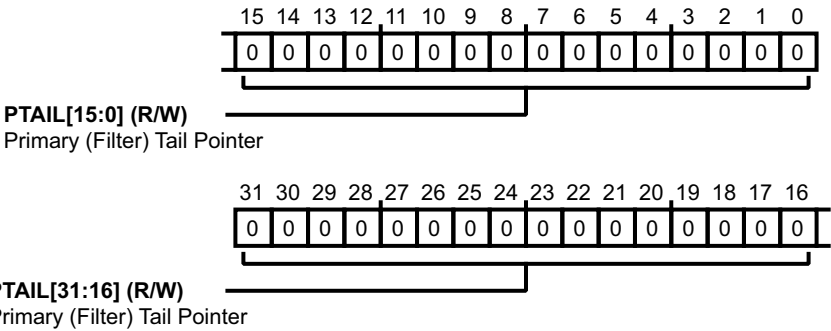 15 14 13 12 11 10 9 8 7 6 5 4 3 2 1 0
0 0 0 0 0 0 0 0 0 0 0 0 0 0 0 0
PTAIL[15:0] (R/W)
Primary (Filter) Tail Pointer
31 30 29 28 27 26 25 24 23 22 21 20 19 18 17 16
0 0 0 0 0 0 0 0 0 0 0 0 0 0 0 0
PTAIL[31:16] (R/W)
Primary (Filter) Tail Pointer